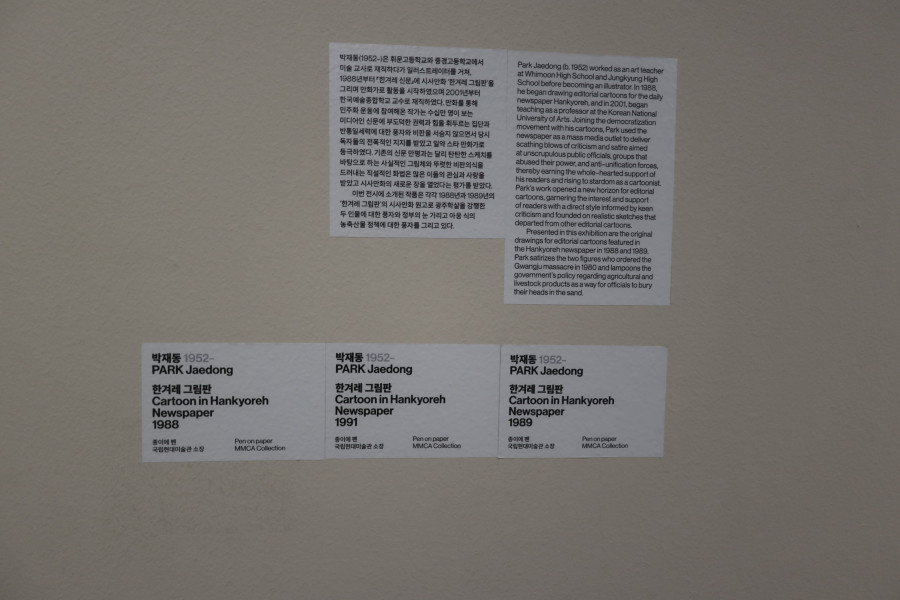 박재동(1952~)은 휘문고등학교와 중경고등학교에서
미술 교사로 재직하다가 일러스트레이터를 거쳐,
1988년부터 『한겨레 신문』에 시사만화 '한겨레 그림판'을
그리며 만화가로 활동을 시작하였으며 2001년부터
한국예술종합학교 교수로 재직하였다. 만화를 통해
민주화 운동에 참여해온 작가는 수십만 명이 보는
미디어인 신문에 부도덕한 권력과 힘을 휘두르는 집단과
반통일세력에 대한 풍자와 비판을 서슴지 않으면서 당시
독자들의 전폭적인 지지를 받았고 일약 스타 만화가로
등극하였다. 기존의 신문 만평과는 달리 탄탄한 스케치를
바탕으로 하는 사실적인 그림체와 뚜렷한 비판의식을
드러내는 직설적인 화법은 많은 이들의 관심과 사랑을
받았고 시사만화의 새로운 장을 열었다는 평가를 받았다.
이번 전시에 소개된 작품은 각각 1988년과 1989년의
'한겨레 그림판'의 시사만화 원고로 광주학살을 감행한
두 인물에 대한 풍자와 정부의 눈 가리고 아웅 식의
농축산물 정책에 대한 풍자를 그리고 있다.
Park Jaedong (b. 1952) worked as an art teacher
at Whimoon High School and Jungkyung High
School before becoming an illustrator. In 1988,
he began drawing editorial cartoons for the daily
newspaper Hankyoreh, and in 2001, began
teaching as a professor at the Korean National
University of Arts. Joining the democratization
movement with his cartoons, Park used the
newspaper as a mass media outlet to deliver
scathing blows of criticism and satire aimed
at unscrupulous public officials, groups that
abused their power, and anti-unification forces,
thereby earning the whole-hearted support of
his readers and rising to stardom as a cartoonist.
Park's work opened a new horizon for editorial
cartoons, garnering the interest and support
of readers with a direct style informed by keen
criticism and founded on realistic sketches that
departed from other editorial cartoons.
Presented in this exhibition are the original
drawings for editorial cartoons featured in
the Hankyoreh newspaper in 1988 and 1989.
Park satirizes the two figures who ordered the
Gwangju massacre in 1980 and lampoons the
government's policy regarding agricultural and
livestock products as a way for officials to bury
their heads in the sand.
박재동 1952–
PARK Jaedong
한겨레 그림판
Cartoon in Hankyoreh
Newspaper
1988
종이에 펜
국립현대미술관 소장
Pen on paper
MMCA Collection
박재동 1952–
PARK Jaedong
한겨레 그림판
Cartoon in Hankyoreh
Newspaper
1991
종이에 펜
국립현대미술관 소장
Pen on paper
MMCA Collection
박재동 1952–
PARK Jaedong
한겨레 그림판
Cartoon in Hankyoreh
Newspaper
1989
종이에 펜
국립현대미술관 소장
Pen on paper
MMCA Collection